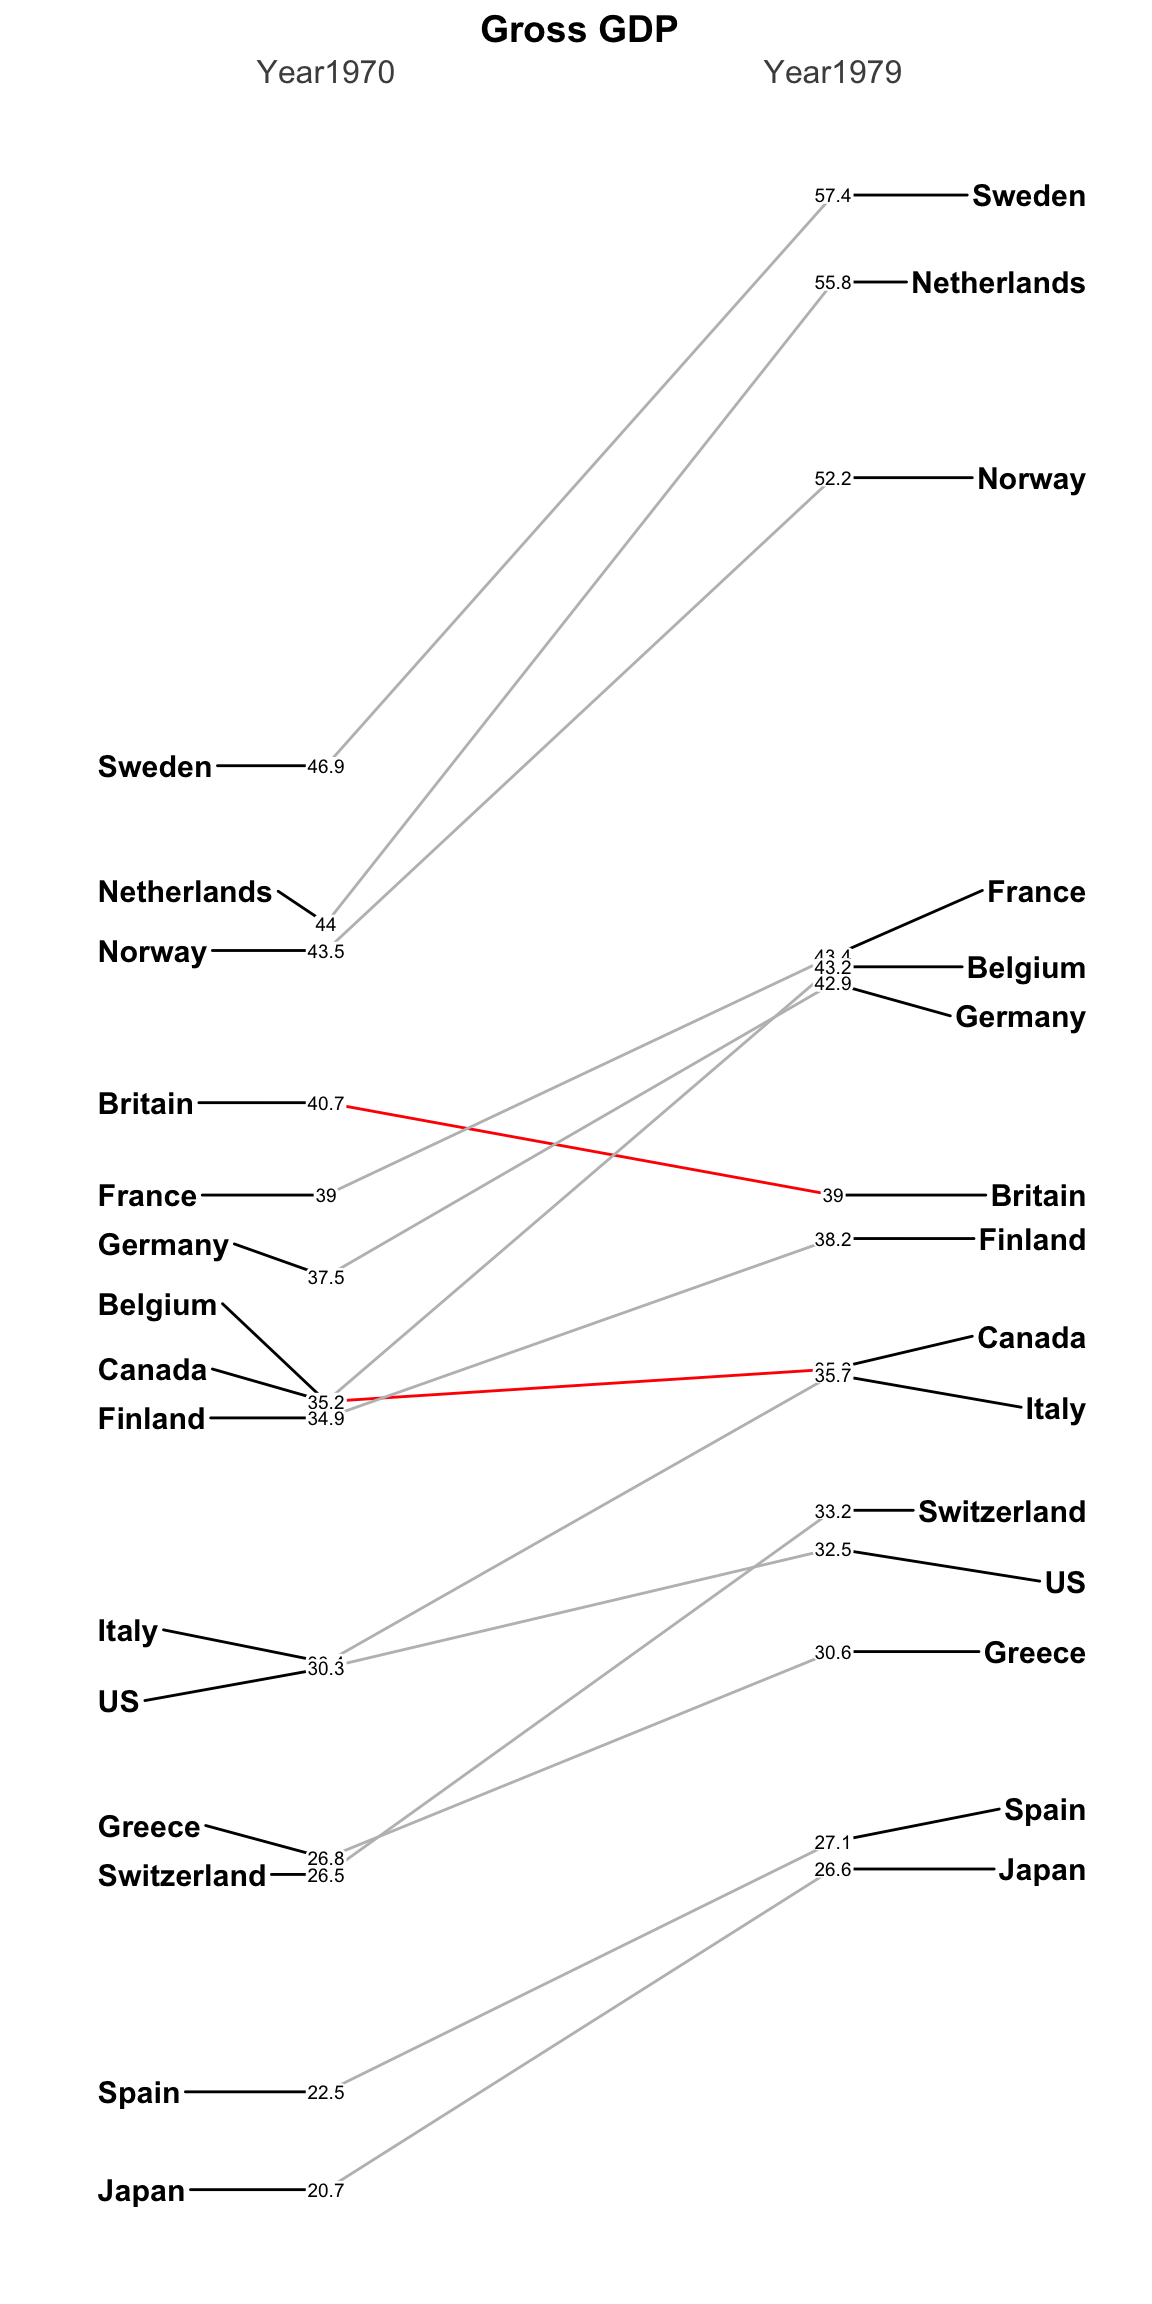 Gross GDP
Year1970 Year1979
57.4 Sweden
55.8 Netherlands
52.2 Norway
Sweden 46.9
Netherlands 44
France
Norway 43.5
43.4
43.2 Belgium
42.9
Germany
Britain 40.7
France 39 39 Britain
Germany 38.2 Finland
37.5
Belgium
Canada
Canada 35.7
35.2
Finland 34.9 Italy
33.2 Switzerland
32.5
US
Italy
30.6 Greece
30.3
US
Spain
Greece 27.1
26.8 26.6 Japan
Switzerland 26.5
Spain 22.5
Japan 20.7